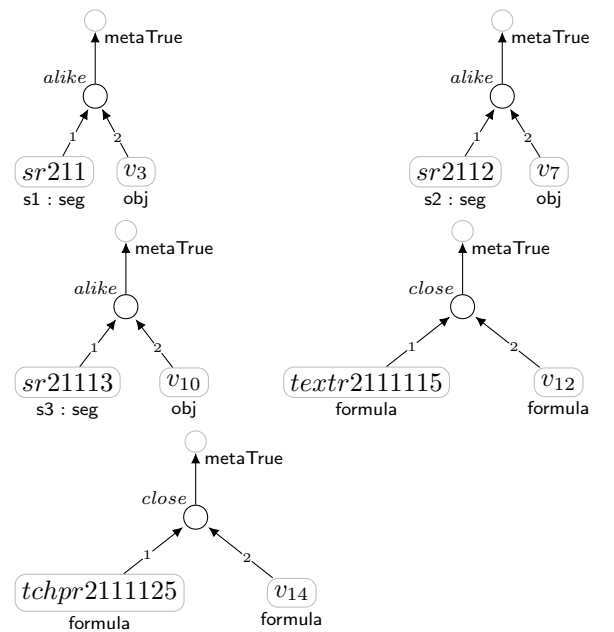 metaTrue metaTrue
alike alike
1 2 1 2
sr211 v3 sr2112 v7
s1 : seg obj s2 : seg obj
metaTrue metaTrue
alike close
1 2 1 2
sr21113 v10 textr2111115 v12
s3 : seg obj formula formula
metaTrue
close
1 2
tchpr2111125 v14
formula formula